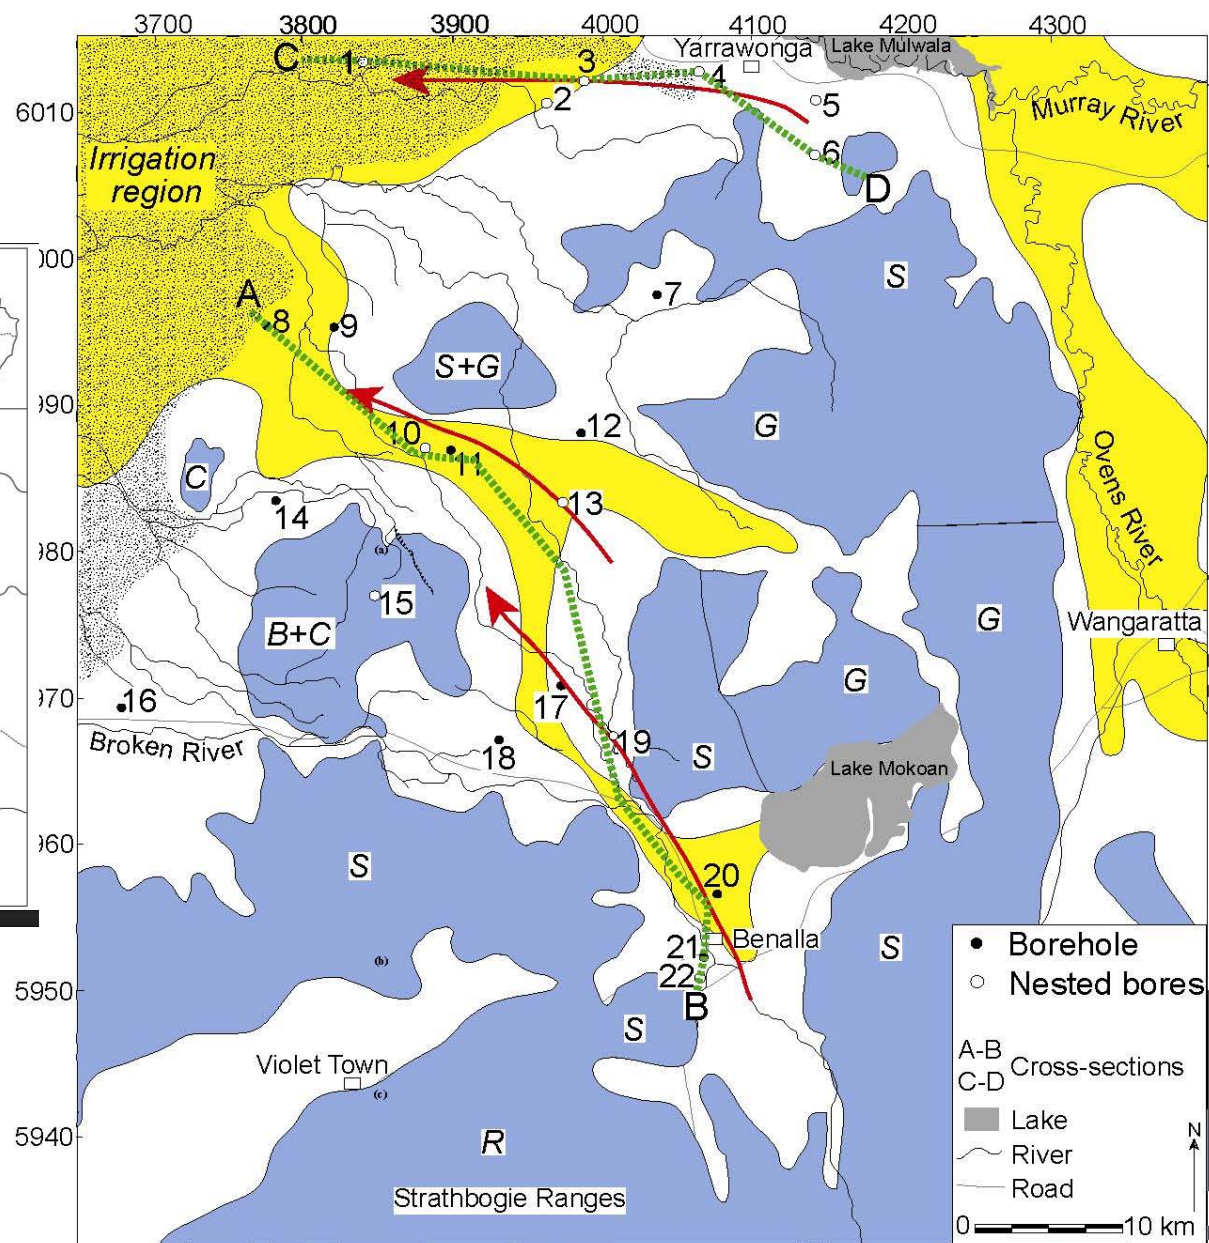 3700 3800 3900 4000 4100 4200 4300
C 1 3 Yarrawonga Lake Mulwala
4
2 5
6010
Murray River
Irrigation
region
6
D
00
S
A
7
8 9
S+G
90
12
10
G
11
C
13
Ovens River
14
80
(a)
15
B+C
G
Wangaratta
G
70
16
17
Broken River
19
18
S
Lake Mokoan
60
S
20
Benalla
21
S
(b)
22
5950
B
S
Violet Town
(c)
5940
R
Strathbogie Ranges
Borehole
Nested bores
A-B
C-D
Cross-sections
Lake
River
Road
N
0 10 km